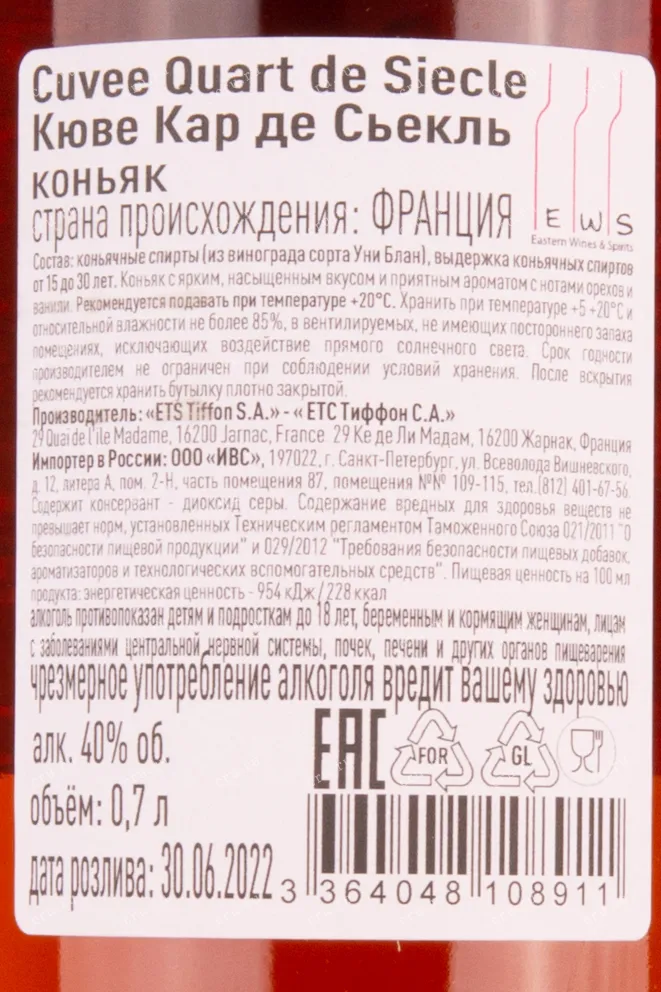 Cuvee Quart de Siecle
Кюве Кар де Сьекль
коньяк
страна происхождения: ФРАНЦИЯ
E W S
Eastern Wines & Spirits
Состав: коньячные спирты (из винограда сорта Уни Блан), выдержка коньячных спиртов
от 15 до 30 лет. Коньяк с ярким, насыщенным вкусом и приятным ароматом с нотами орехов и
ванили. Рекомендуется подавать при температуре +20°С. Хранить при температуре +5 +20°С и
относительной влажности не более 85%, в вентилируемых, не имеющих постороннего запаха
помещениях, исключающих воздействие прямого солнечного света. Срок годности
производителем не ограничен при соблюдении условий хранения. После вскрытия
рекомендуется хранить бутылку плотно закрытой.
Производитель: «ETS Tiffon S.A.» - « ЕТС Тиффон С.А.»
29 Quai de L'ile Madame, 16200 Jarnac, France. 29 Ке де Ли Мадам, 16200 Жарнак, Франция
Импортер в России: ООО «ИВС», 197022, г. Санкт-Петербург, ул. Всеволода Вишневского,
д. 12, литера А, пом. 2-Н, часть помещения 87, помещения №№ 109-115, тел.(812) 401-67-56.
Содержит консервант - диоксид серы. Содержание вредных для здоровья веществ не
превышает норм, установленных Техническим регламентом Таможенного Союза 021/2011 "О
безопасности пищевой продукции" и 029/2012 "Требования безопасности пищевых добавок,
ароматизаторов и технологических вспомогательных средств". Пищевая ценность на 100 мл
продукта: энергетическая ценность - 954 кДж / 228 ккал
алкоголь противопоказан детям и подросткам до 18 лет, беременным и кормящим женщинам, лицам
с заболеваниями центральной нервной системы, почек, печени и других органов пищеварения
чрезмерное употребление алкоголя вредит вашему здоровью
алк. 40% об.
EAC
FOR
GL
объём: 0,7 л
дата розлива: 30.06.2022
3 364048 108911